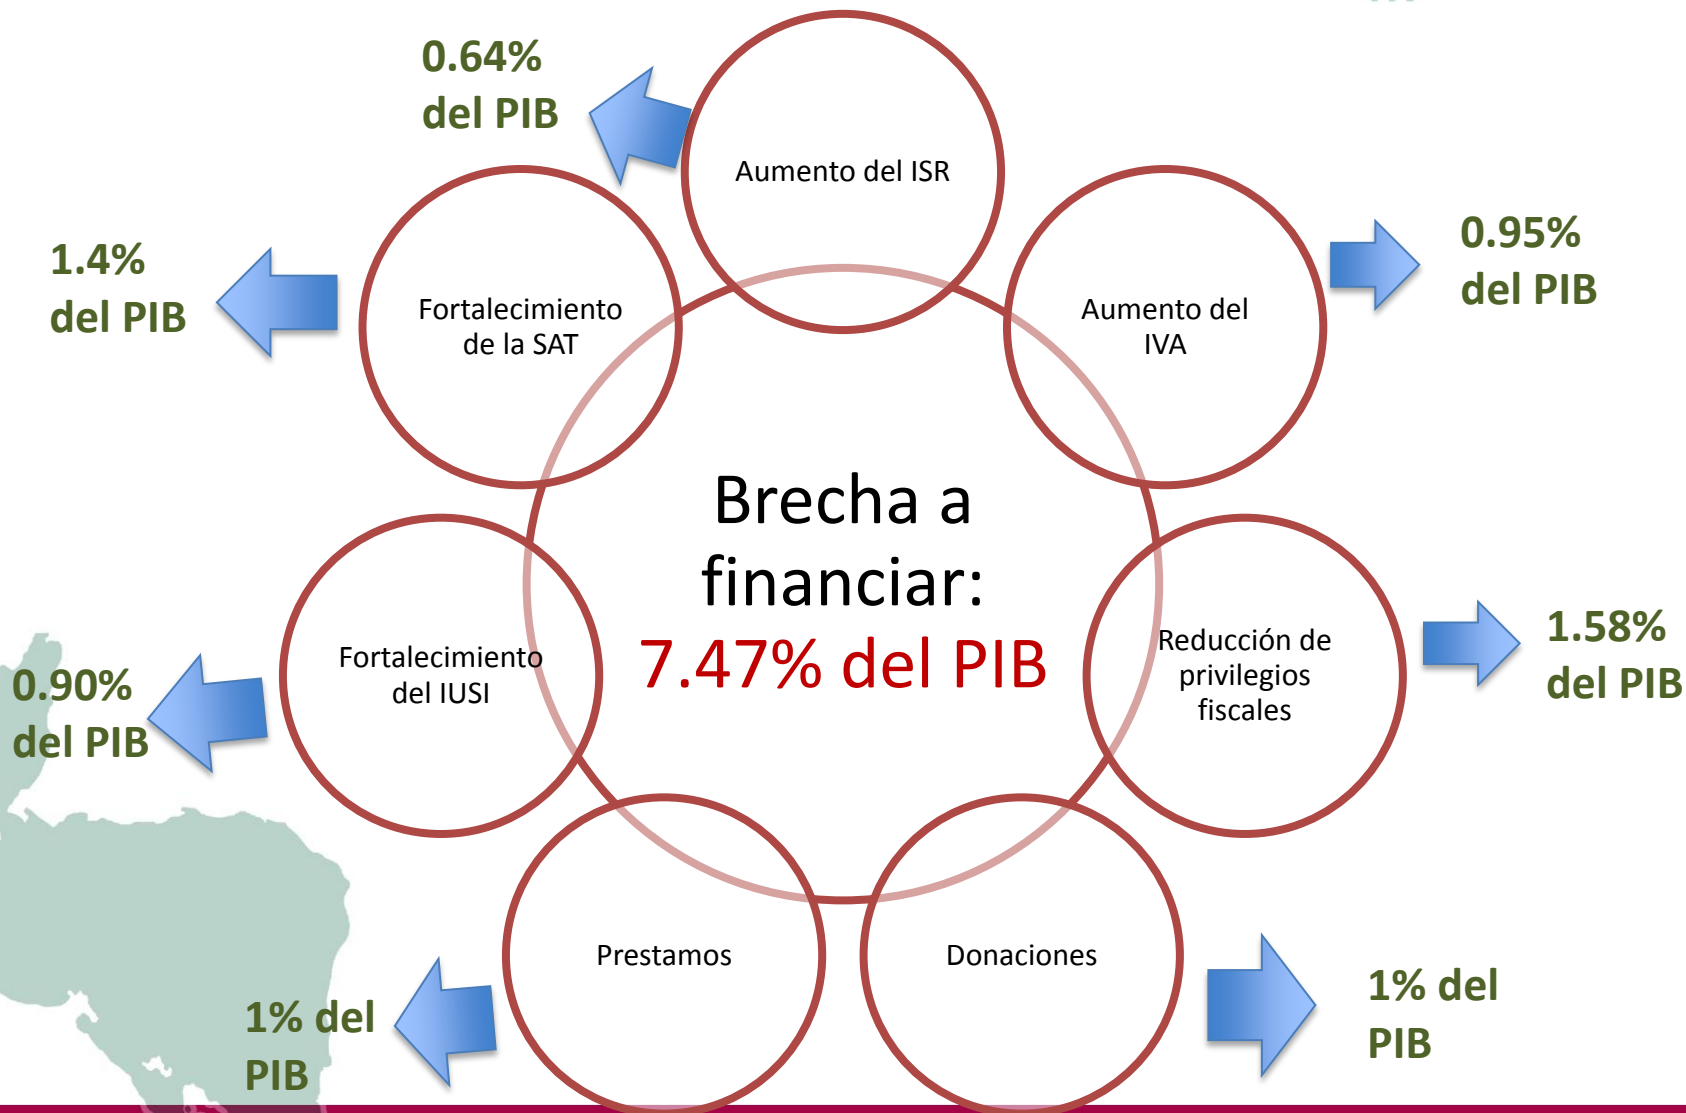 0.64%
del PIB
Aumento del ISR
0.95%
del PIB
Aumento del
IVA
1.4%
del PIB
Fortalecimiento
de la SAT
Brecha a
financiar:
7.47% del PIB
Reducción de
privilegios
fiscales
1.58%
del PIB
Fortalecimiento
del IUSI
0.90%
del PIB
Prestamos
1% del
PIB
Donaciones
1% del
PIB